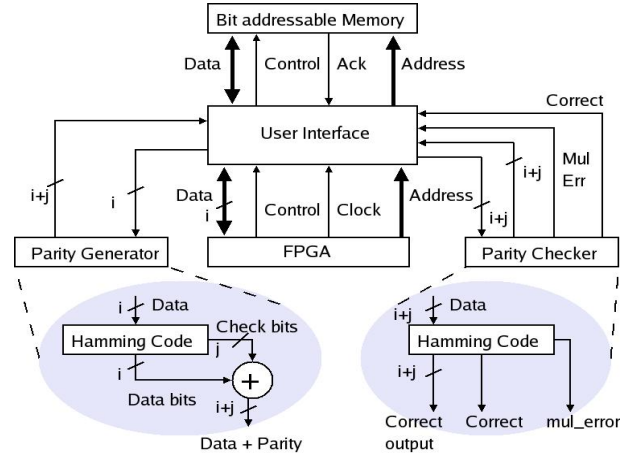 Bit addressable Memory
Data
Control
Ack
Address
Correct
User Interface
i+j
i
Data
i
Control
Clock
Address
i+j
i+j
Mul
Err
Parity Generator
FPGA
Parity Checker
i
Data
Check bits
Hamming Code
j
i
+
Data bits
i+j
Data + Parity
i+j
Data
Hamming Code
i+j
Correct
output
Correct
mul_error